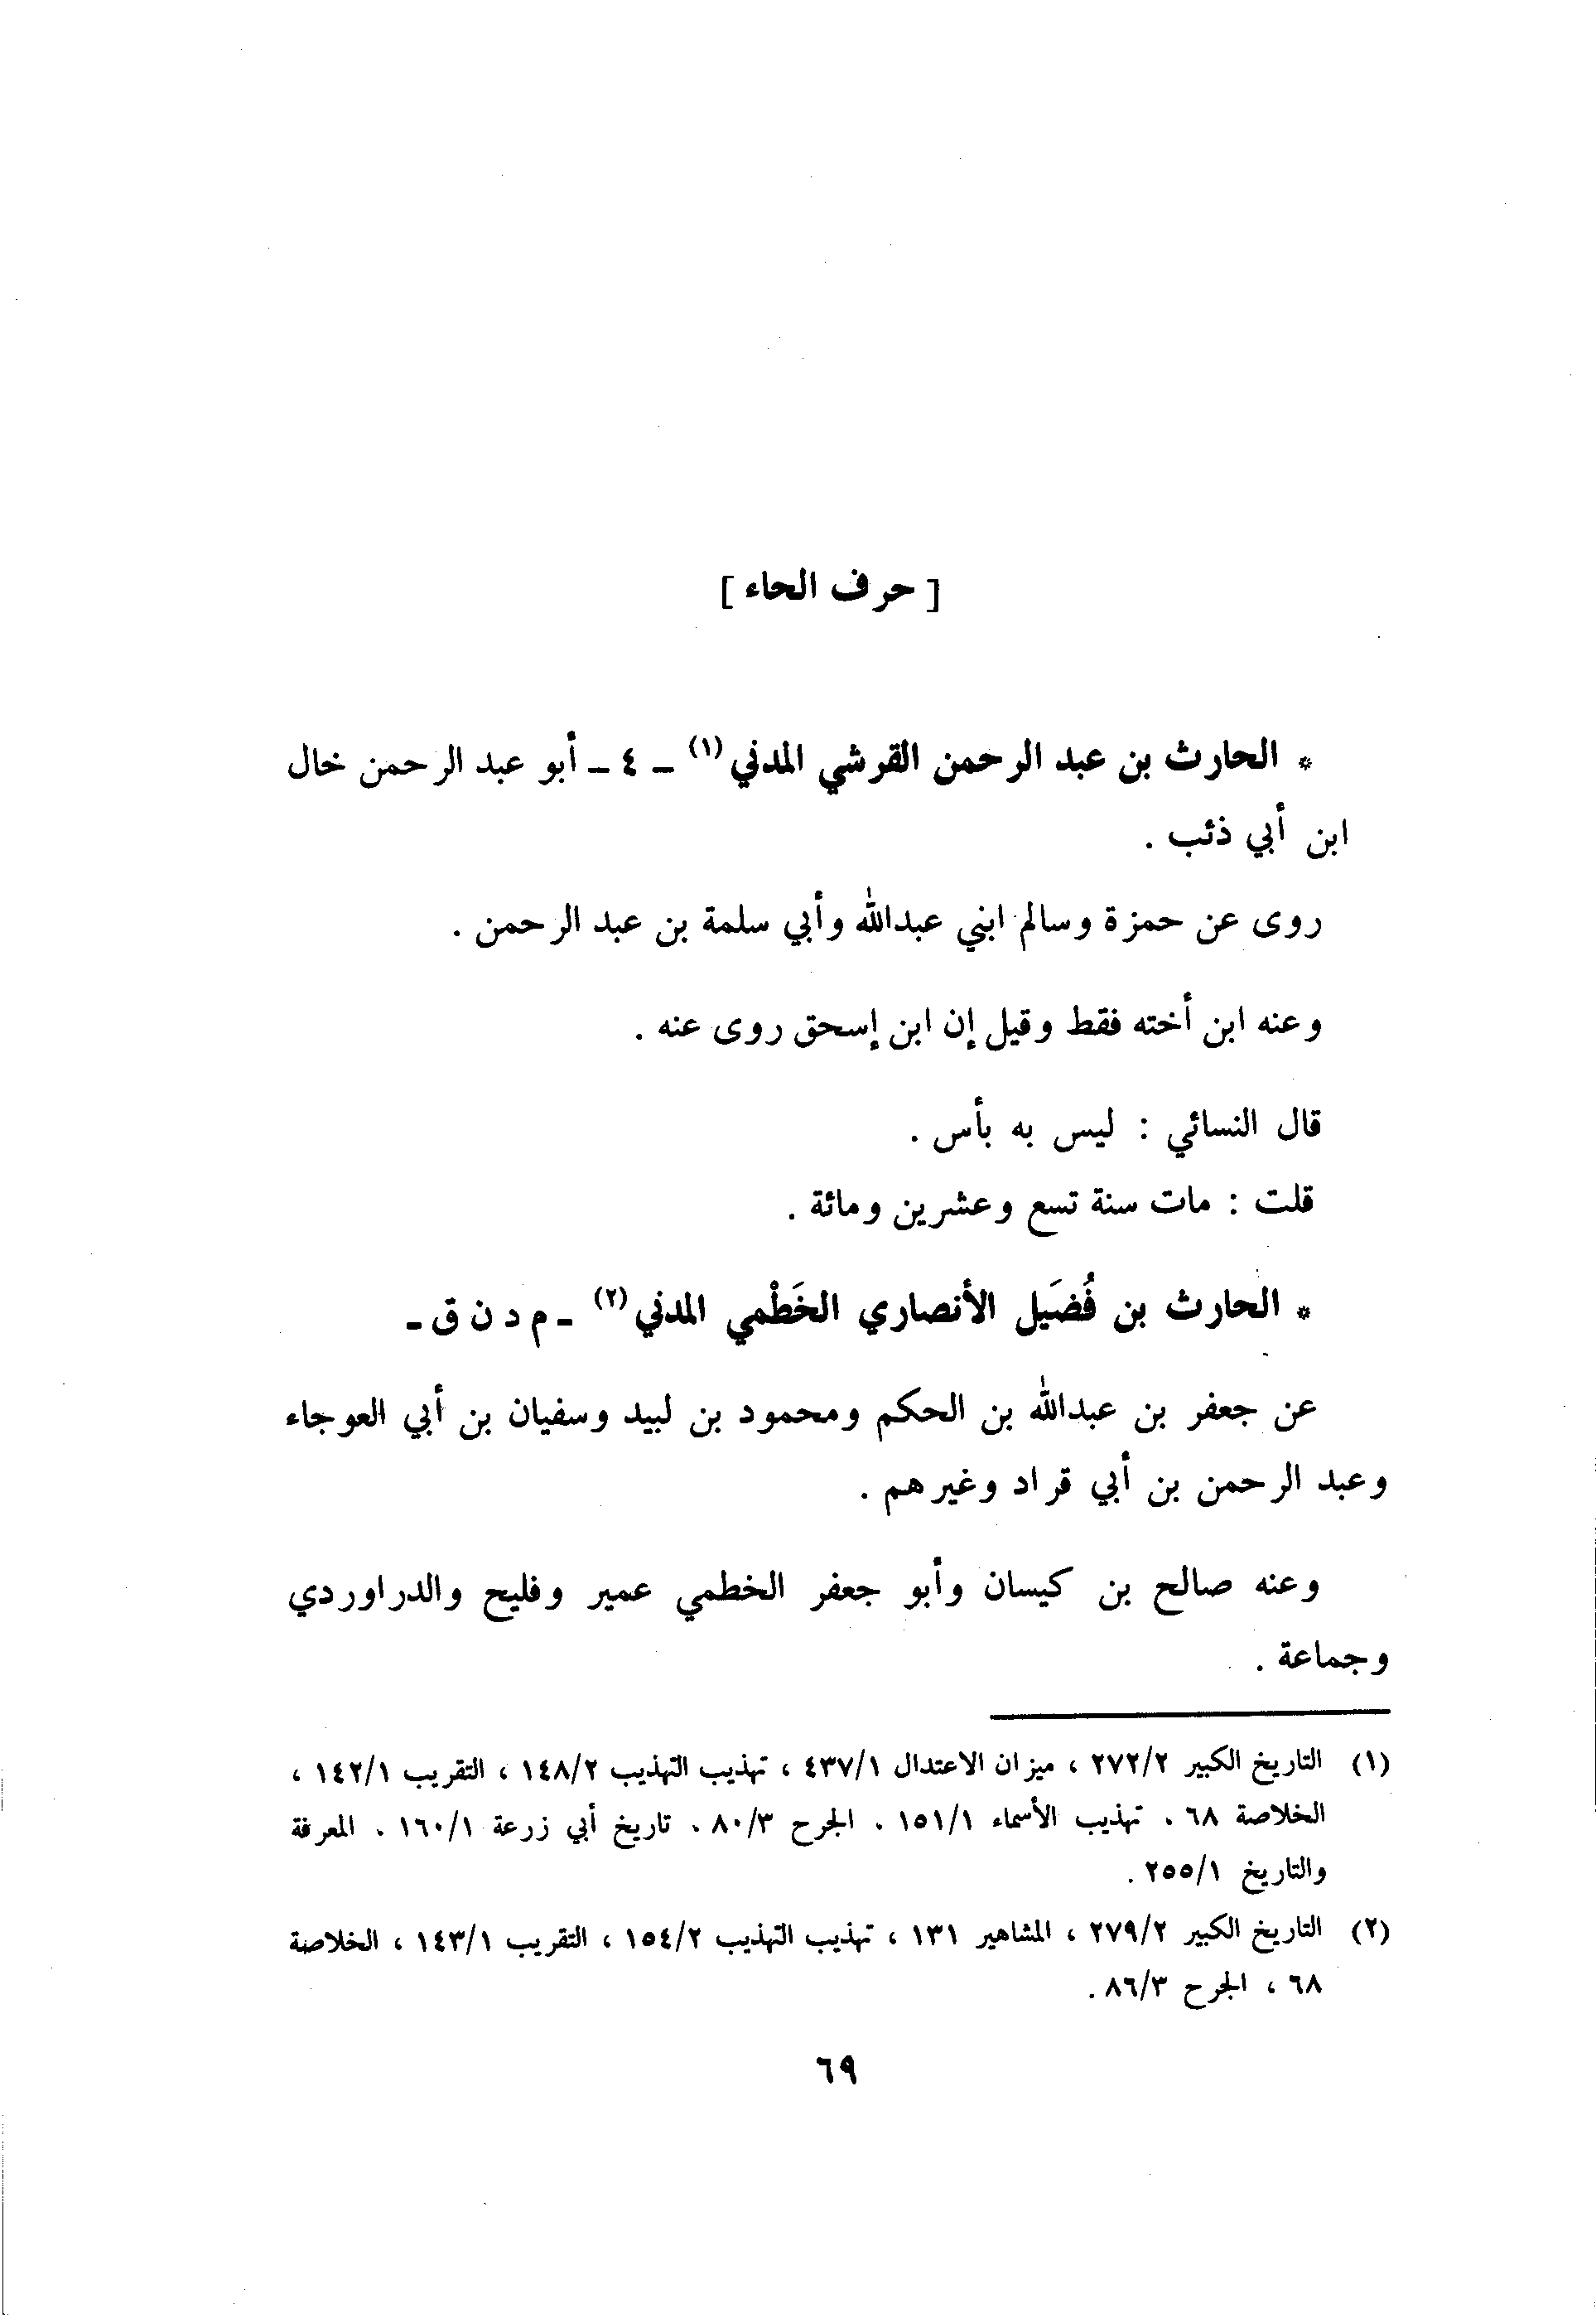 [ حرف الحاء ]
* الحارث بن عبد الرحمن القرشي المدني (١) ـ ٤ ـ أبو عبد الرحمن خال
ابن أبي ذئب .
روى عن حمزة وسالم ابني عبدالله وأبي سلمة بن عبد الرحمن .
وعنه ابن أخته فقط وقيل إن ابن إسحق روى عنه .
قال النسائي : ليس به بأس .
قلت : مات سنة تسع وعشرين ومائة .
* الحارث بن فُضَيل الأنصاري الخَطْمي المدني (٢) ـ م د ن ق ـ
عن جعفر بن عبدالله بن الحكم ومحمود بن لبيد وسفيان بن أبي العوجاء
وعبد الرحمن بن أبي قراد وغيرهم .
وعنه صالح بن كيسان وأبو جعفر الخطمي عمير وفليح والدراوردي
وجماعة .
(١) التاريخ الكبير ٢٧٢/٢ ، ميزان الاعتدال ٤٣٧/١ ، تهذيب التهذيب ١٤٨/٢ ، التقريب ١٤٢/١ ،
الخلاصة ٦٨ . تهذيب الأسماء ١٥١/١ . الجرح ٨٠/٣ . تاريخ أبي زرعة ١٦٠/١ . المعرفة
والتاريخ ٢٥٥/١ .
(٢) التاريخ الكبير ٢٧٩/٢ ، المشاهير ١٣١ ، تهذيب التهذيب ١٥٤/٢ ، التقريب ١٤٣/١ ، الخلاصة
٦٨ ، الجرح ٨٦/٣ .
٦٩